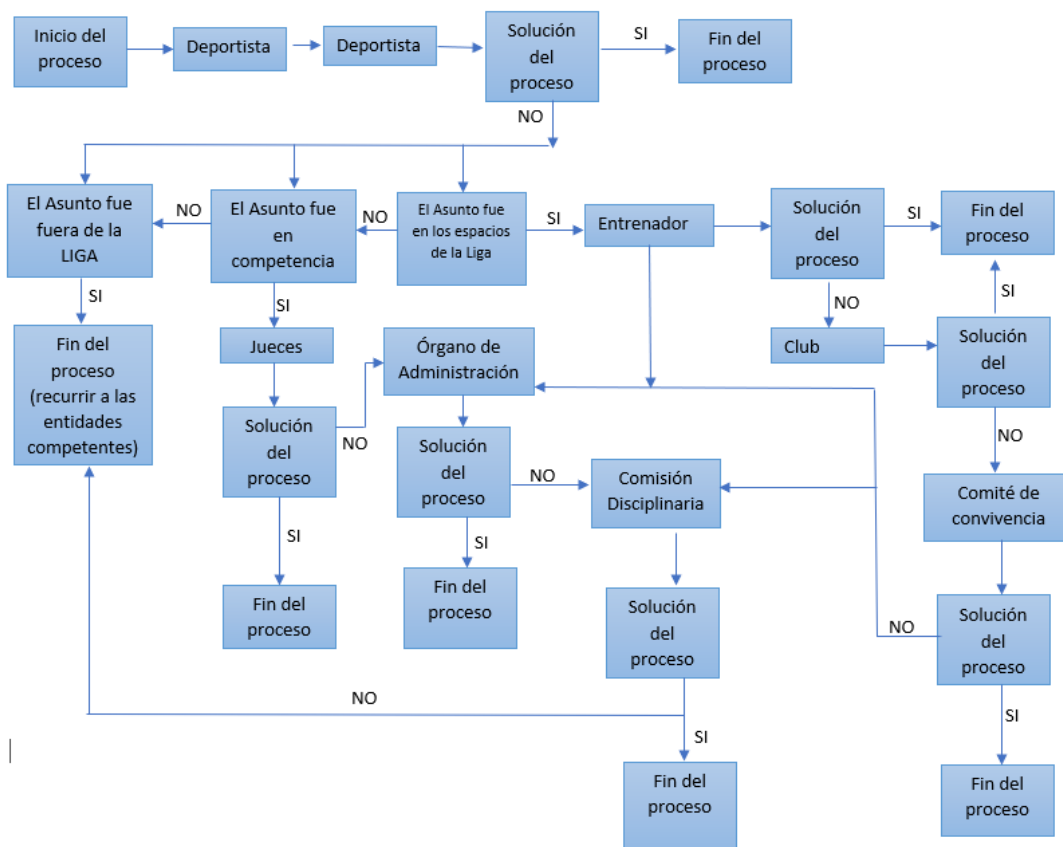 Inicio del
proceso
Deportista
Deportista
Solución
del
proceso
SI
Fin del
proceso
NO
El Asunto fue
fuera de la
LIGA
NO
El Asunto fue
en
competencia
NO
El Asunto fue
en los espacios
de la Liga
SI
Entrenador
Solución
del
proceso
SI
Fin del
proceso
SI
SI
NO
SI
Fin del
proceso
(recurrir a las
entidades
competentes)
Jueces
Órgano de
Administración
Club
Solución
del
proceso
Solución
del
proceso
NO
Solución
del
proceso
NO
Comisión
Disciplinaria
NO
Comité de
convivencia
SI
SI
Fin del
proceso
Fin del
proceso
Solución
del
proceso
NO
Solución
del
proceso
NO
SI
SI
Fin del
proceso
Fin del
proceso